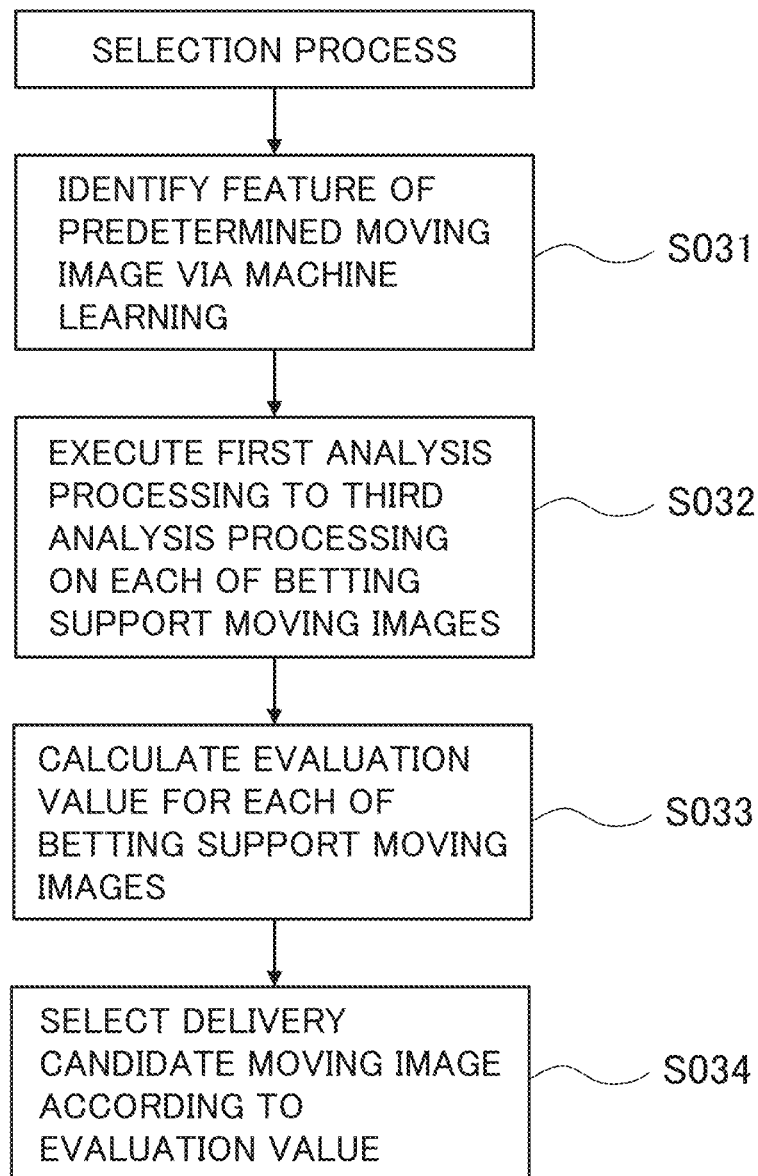 SELECTION PROCESS
IDENTIFY FEATURE OF
PREDETERMINED MOVING
IMAGE VIA MACHINE
LEARNING
S031
EXECUTE FIRST ANALYSIS
PROCESSING TO THIRD
ANALYSIS PROCESSING
ON EACH OF BETTING
SUPPORT MOVING IMAGES
S032
CALCULATE EVALUATION
VALUE FOR EACH OF
BETTING SUPPORT MOVING
IMAGES
S033
SELECT DELIVERY
CANDIDATE MOVING IMAGE
ACCORDING TO
EVALUATION VALUE
S034